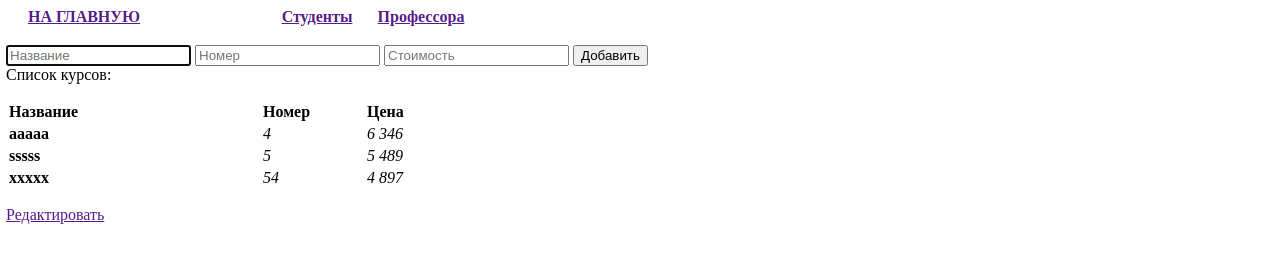 НА ГЛАВНУЮ Студенты Профессора
Название Номер Стоимость Добавить
Список курсов:
Название Номер Цена
aaaaa 4 6 346
sssss 5 5 489
xxxxx 54 4 897
Редактировать